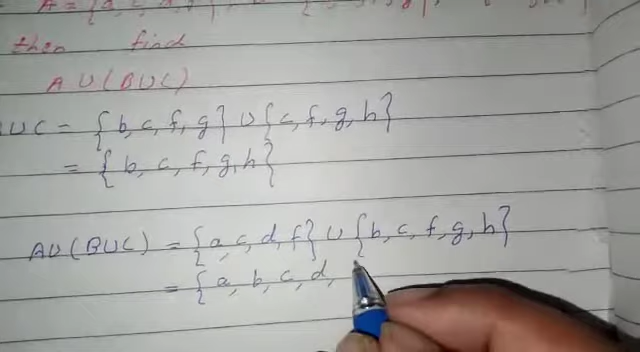 then find
A U (B U C)
U C = { b, c, f, g } U { c, f, g, h }
= { b, c, f, g, h }
A U ( B U C ) = { a, c, d, f } U { b, c, f, g, h }
= { a, b, c, d,